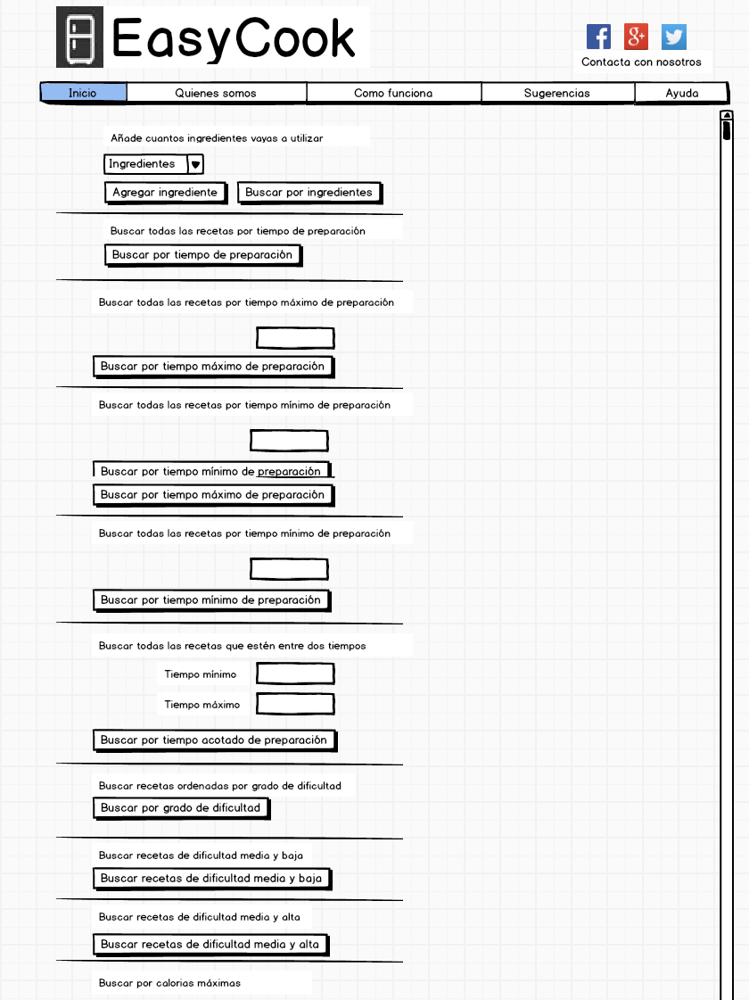 EasyCook
Contacta con nosotros
Inicio Quienes somos Como funciona Sugerencias Ayuda
Añade cuantos ingredientes vayas a utilizar
Ingredientes
Agregar ingrediente Buscar por ingredientes
Buscar todas las recetas por tiempo de preparación
Buscar por tiempo de preparación
Buscar todas las recetas por tiempo máximo de preparación
Buscar por tiempo máximo de preparación
Buscar todas las recetas por tiempo mínimo de preparación
Buscar por tiempo mínimo de preparación
Buscar por tiempo máximo de preparación
Buscar todas las recetas por tiempo mínimo de preparación
Buscar por tiempo mínimo de preparación
Buscar todas las recetas que estén entre dos tiempos
Tiempo mínimo
Tiempo máximo
Buscar por tiempo acotado de preparación
Buscar recetas ordenadas por grado de dificultad
Buscar por grado de dificultad
Buscar recetas de dificultad media y baja
Buscar recetas de dificultad media y baja
Buscar recetas de dificultad media y alta
Buscar recetas de dificultad media y alta
Buscar por calorias máximas